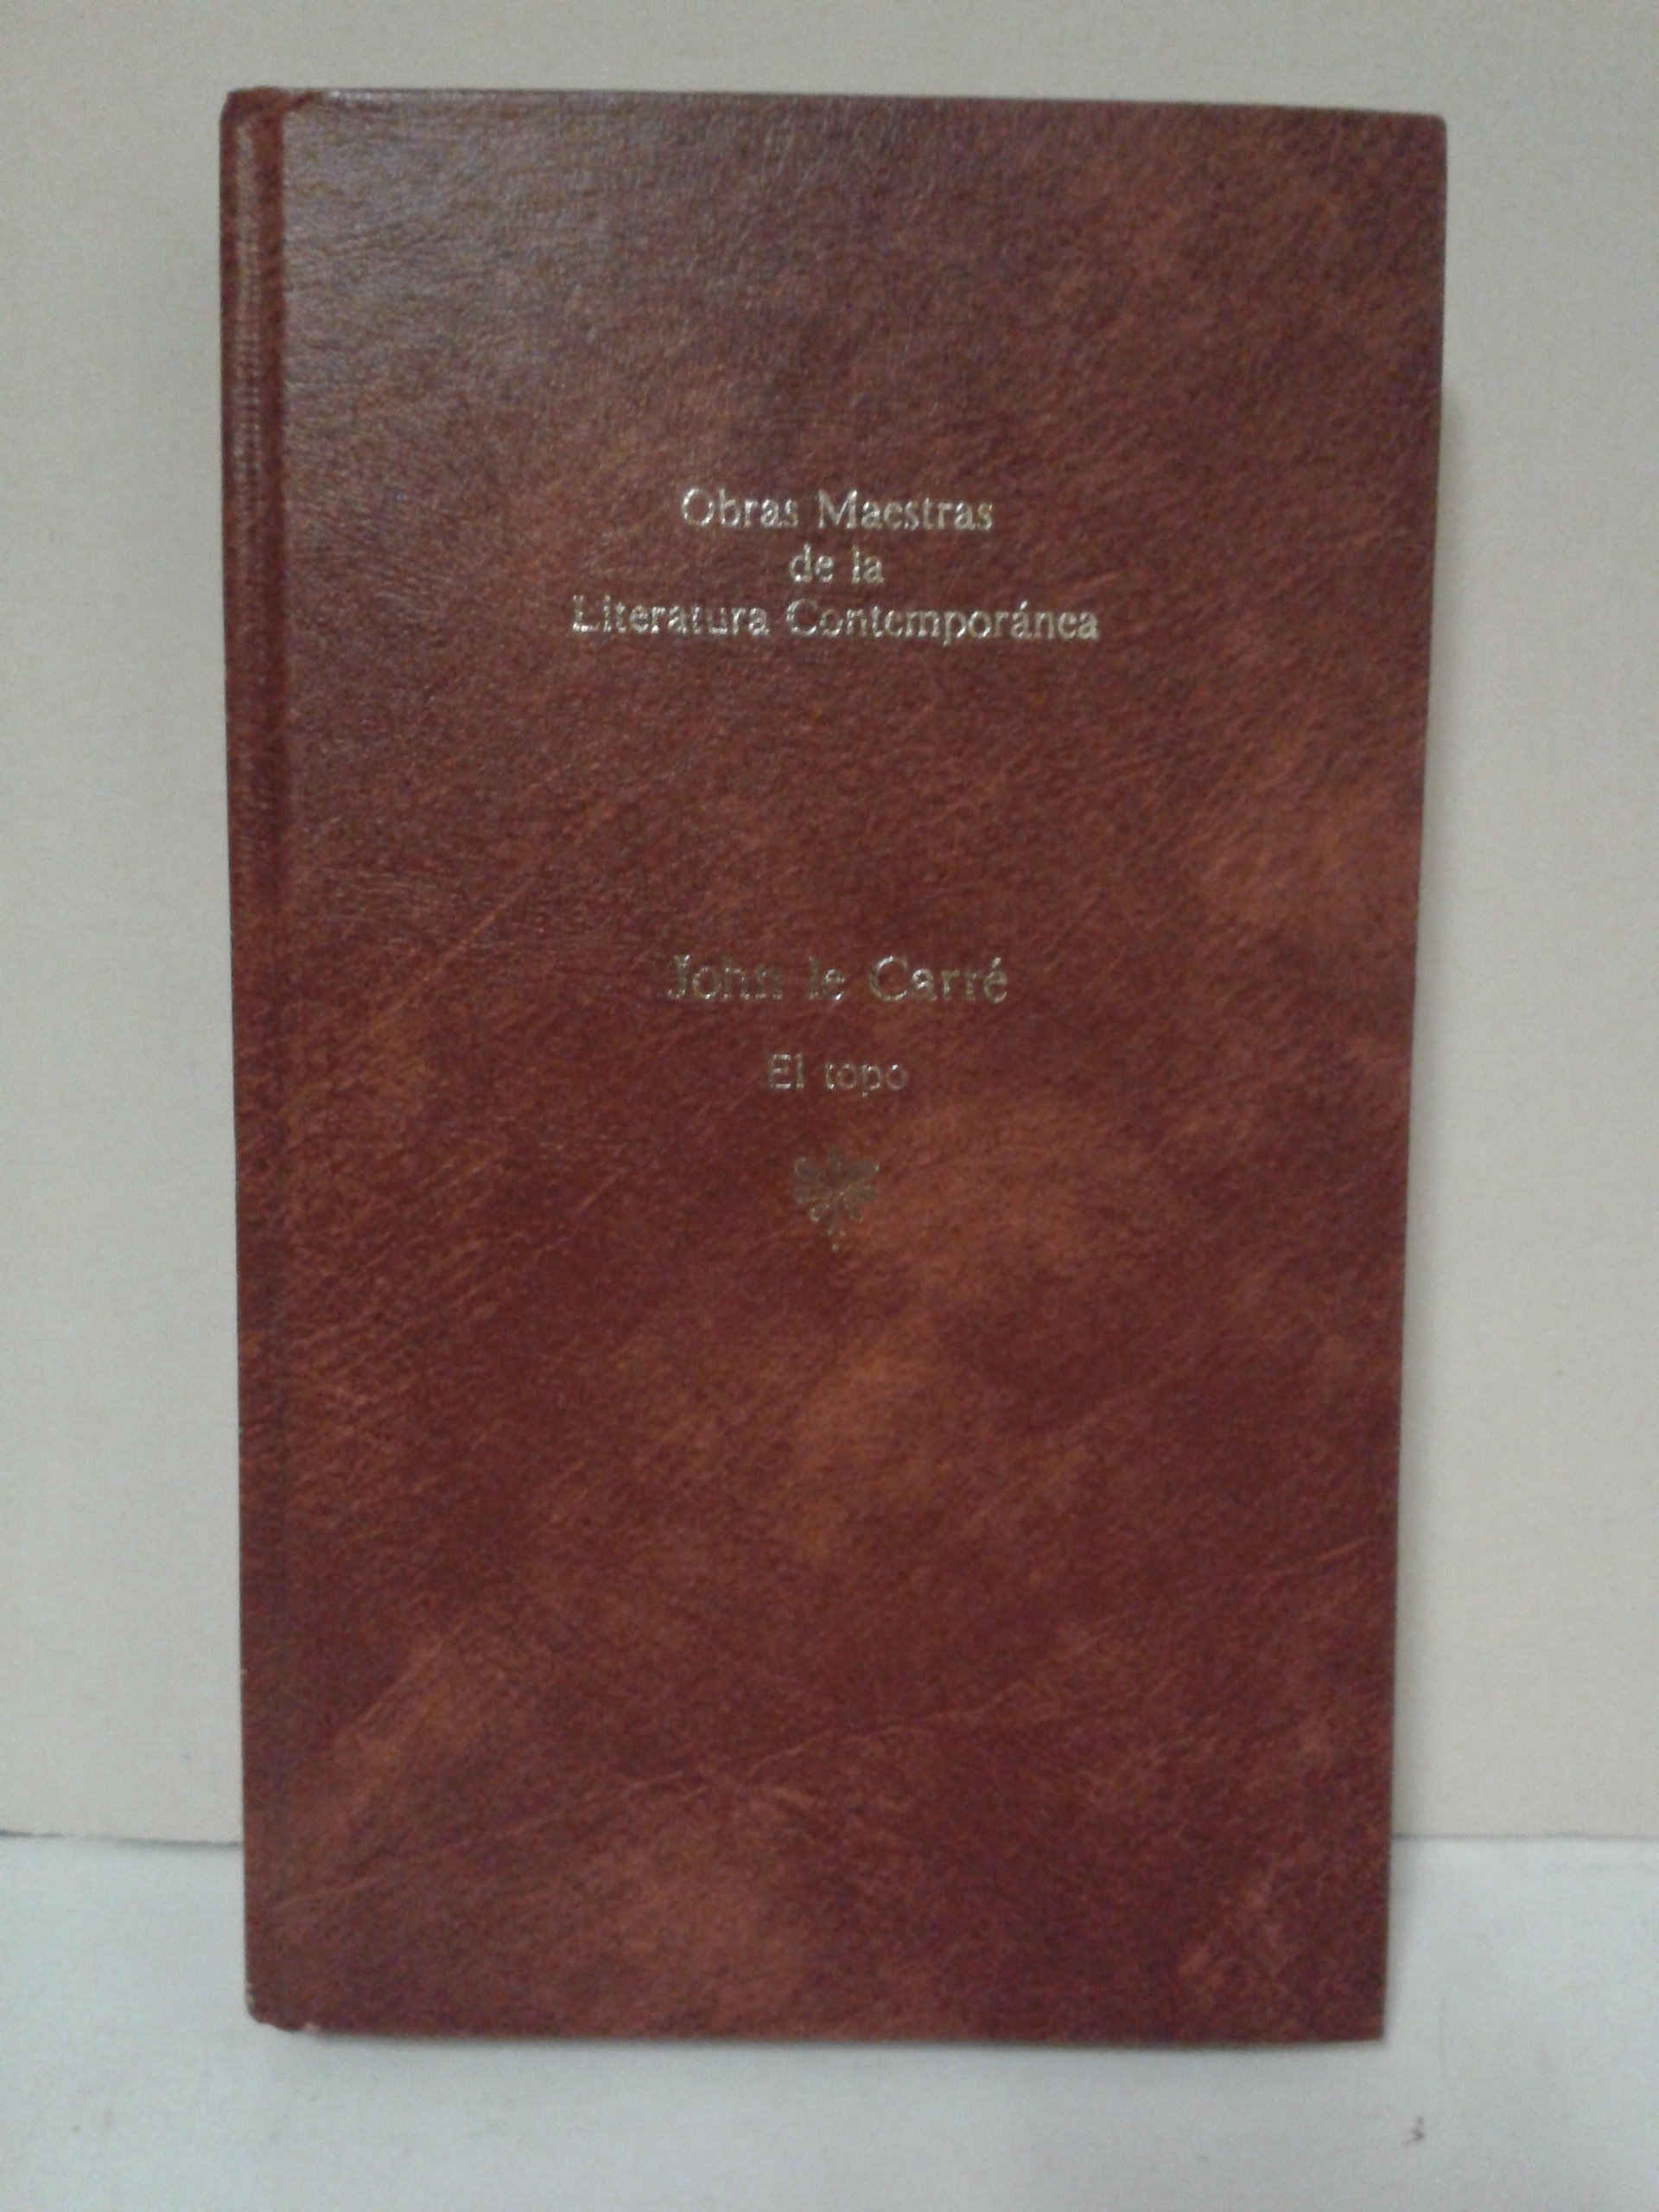 Obras Maestras
de la
Literatura Contemporánea
John le Carré
El topo